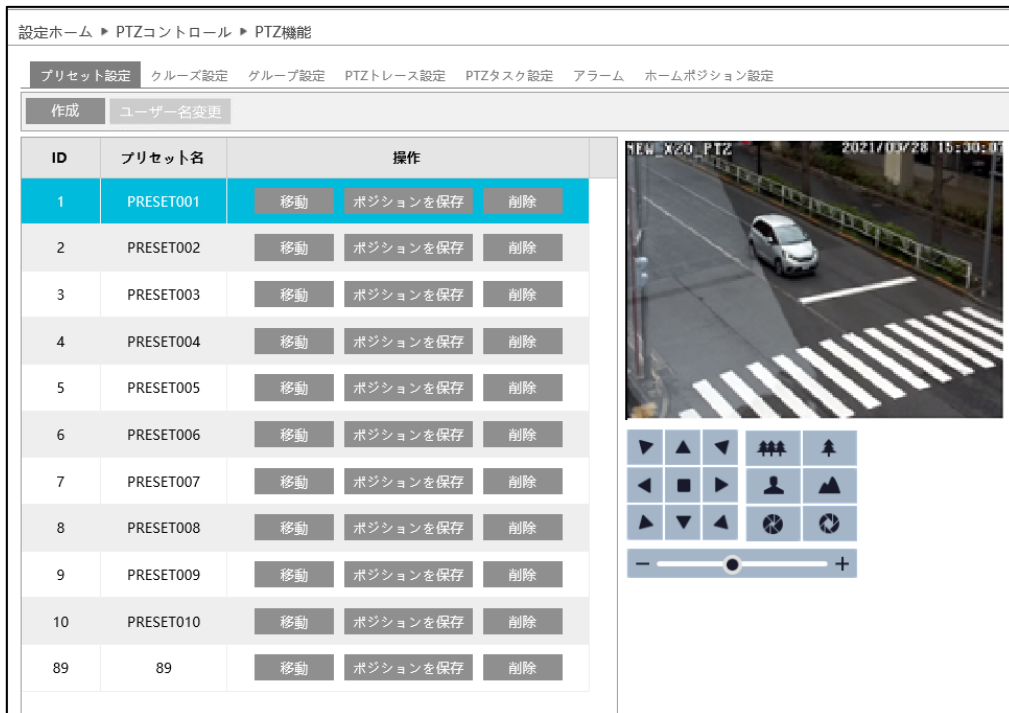 設定ホーム ▶ PTZコントロール ▶ PTZ機能
プリセット設定 クルーズ設定 グループ設定 PTZトレース設定 PTZタスク設定 アラーム ホームポジション設定
作成 ユーザー名変更
ID プリセット名 操作
1 PRESET001 移動 ポジションを保存 削除
2 PRESET002 移動 ポジションを保存 削除
3 PRESET003 移動 ポジションを保存 削除
4 PRESET004 移動 ポジションを保存 削除
5 PRESET005 移動 ポジションを保存 削除
6 PRESET006 移動 ポジションを保存 削除
7 PRESET007 移動 ポジションを保存 削除
8 PRESET008 移動 ポジションを保存 削除
9 PRESET009 移動 ポジションを保存 削除
10 PRESET010 移動 ポジションを保存 削除
89 89 移動 ポジションを保存 削除
NEW_X20_PTZ